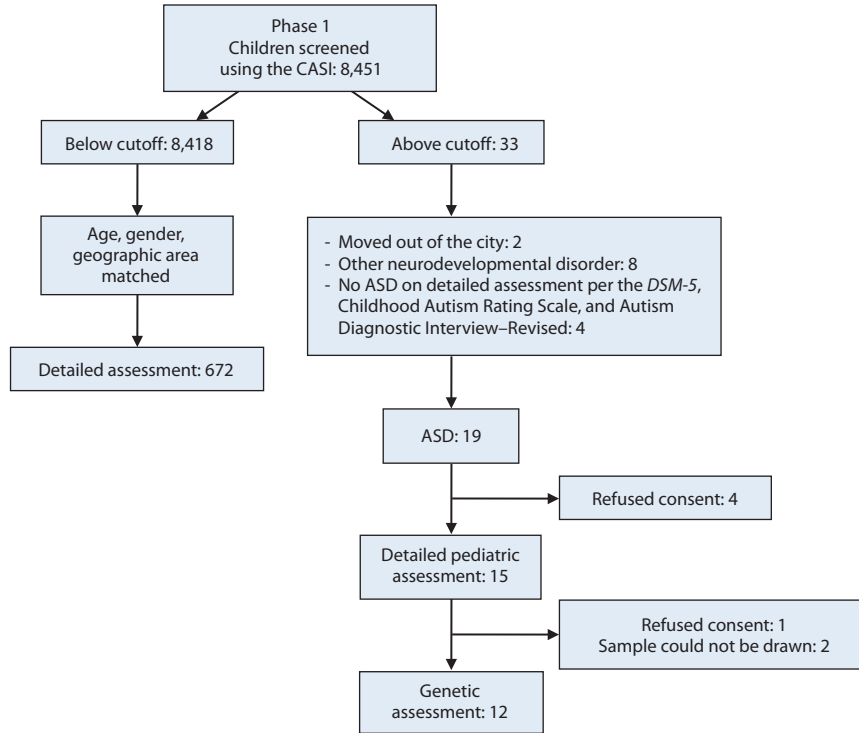 Phase 1
Children screened
using the CASI: 8,451
Below cutoff: 8,418
Above cutoff: 33
Age, gender,
geographic area
matched
- Moved out of the city: 2
- Other neurodevelopmental disorder: 8
- No ASD on detailed assessment per the DSM-5,
Childhood Autism Rating Scale, and Autism
Diagnostic Interview–Revised: 4
Detailed assessment: 672
ASD: 19
Refused consent: 4
Detailed pediatric
assessment: 15
Refused consent: 1
Sample could not be drawn: 2
Genetic
assessment: 12